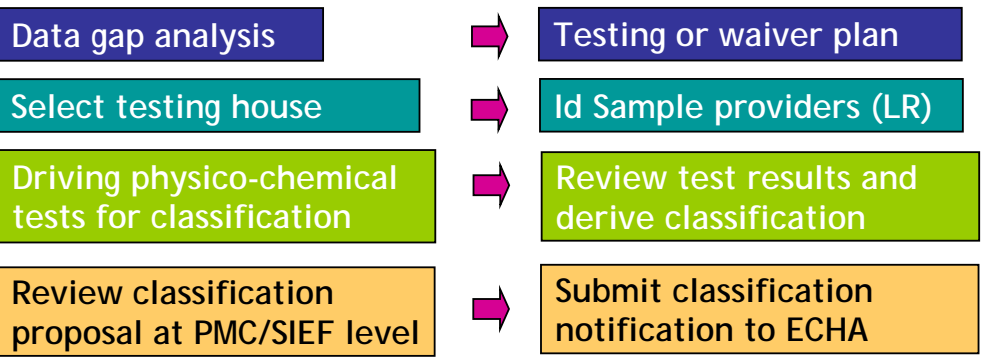 Data gap analysis
Testing or waiver plan
Select testing house
Id Sample providers (LR)
Driving physico-chemical
tests for classification
Review test results and
derive classification
Review classification
proposal at PMC/SIEF level
Submit classification
notification to ECHA